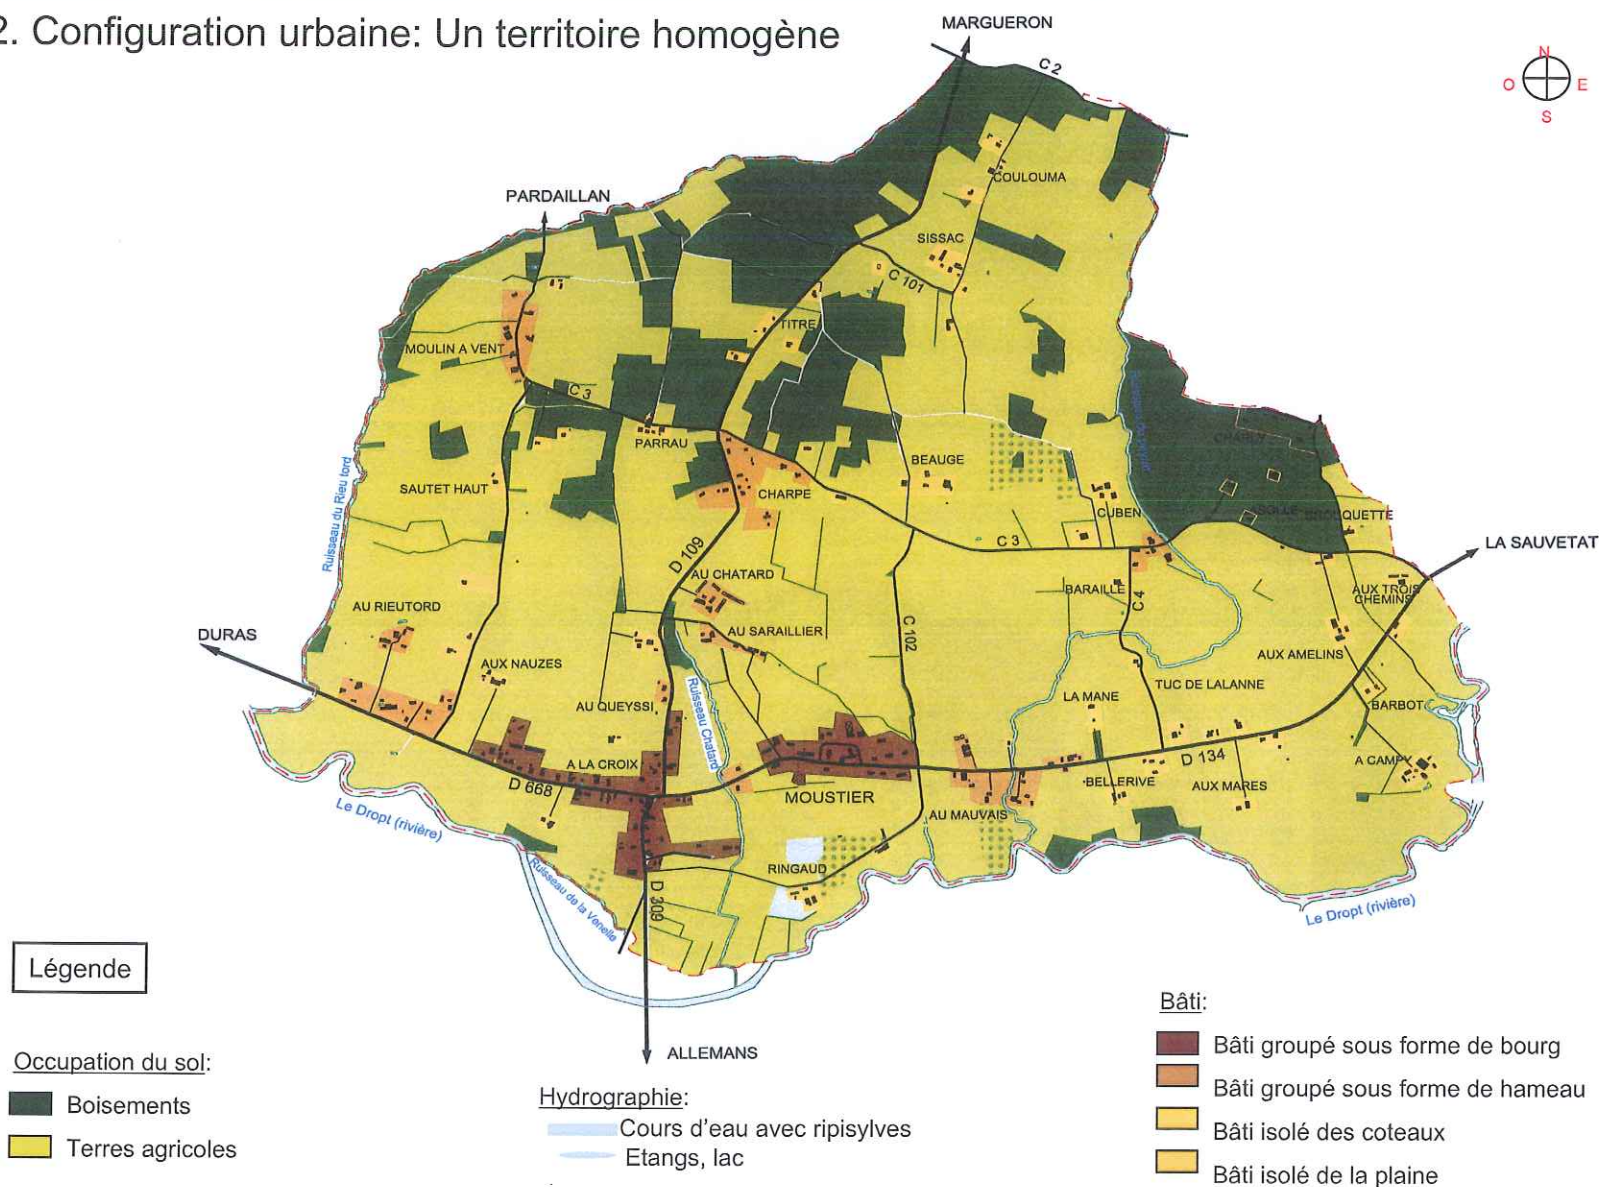 2. Configuration urbaine: Un territoire homogène
MARGUERON
C 2
N
O
E
S
COULOUMA
PARDAILLAN
SISSAC
C 101
TITRE
MOULIN A VENT
C 3
PARRAU
BEAUGE
SAUTET HAUT
CHARPE
CUBEN
BROCQUETTE
Ruisseau du Rieu tord
C 3
LA SAUVETAT
D 109
AU CHATARD
BARAILLE
C 4
AUX TROIS
CHEMINS
AU RIEUTORD
DURAS
AU SARAILLIER
C 102
AUX AMELINS
AUX NAUZES
TUC DE LALANNE
LA MANE
AU QUEYSSI
Ruisseau Chatard
BARBOT
A LA CROIX
D 134
A CAMPY
D 668
MOUSTIER
BELLERIVE
AUX MARES
Le Dropt (rivière)
AU MAUVAIS
RINGAUD
Ruisseau de la Venelle
D 309
Le Dropt (rivière)
ALLEMANS
Légende
Occupation du sol:
Boisements
Terres agricoles
Hydrographie:
Cours d'eau avec ripisylves
Etangs, lac
Bâti:
Bâti groupé sous forme de bourg
Bâti groupé sous forme de hameau
Bâti isolé des coteaux
Bâti isolé de la plaine